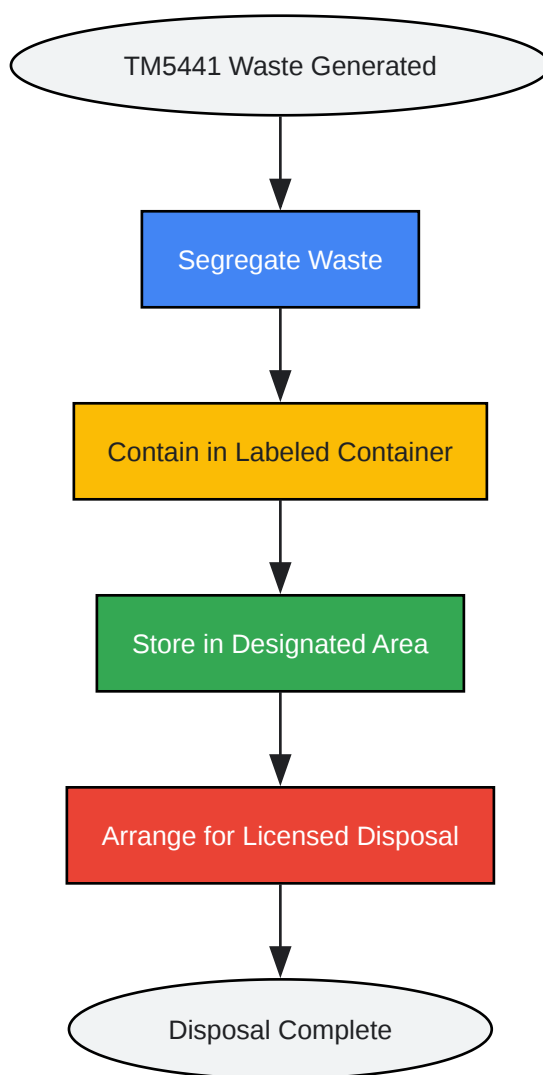 TM5441 Waste Generated
Segregate Waste
Contain in Labeled Container
Store in Designated Area
Arrange for Licensed Disposal
Disposal Complete